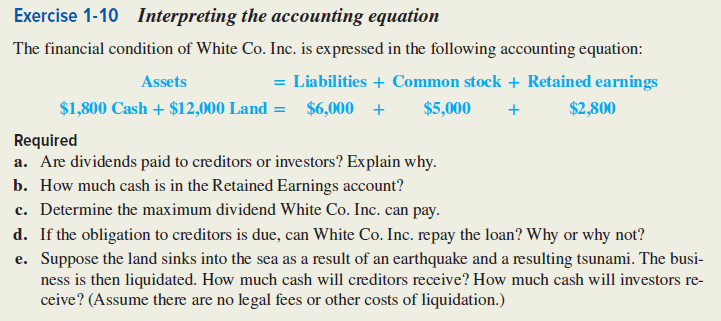 Exercise 1-10 Interpreting the accounting equation
The financial condition of White Co. Inc. is expressed in the following accounting equation:
Assets = Liabilities + Common stock + Retained earnings
$1,800 Cash + $12,000 Land = $6,000 + $5,000 + $2,800
Required
a. Are dividends paid to creditors or investors? Explain why.
b. How much cash is in the Retained Earnings account?
c. Determine the maximum dividend White Co. Inc. can pay.
d. If the obligation to creditors is due, can White Co. Inc. repay the loan? Why or why not?
e. Suppose the land sinks into the sea as a result of an earthquake and a resulting tsunami. The busi-
ness is then liquidated. How much cash will creditors receive? How much cash will investors re-
ceive? (Assume there are no legal fees or other costs of liquidation.)